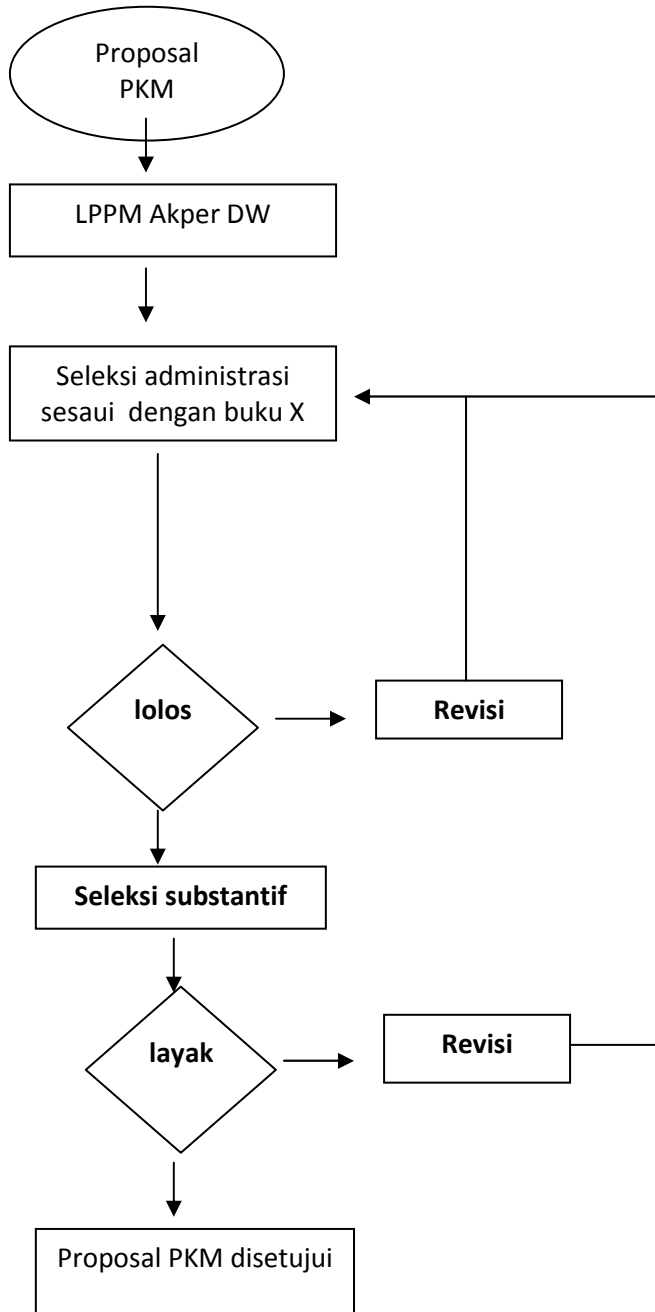 Proposal
PKM
LPPM Akper DW
Seleksi administrasi
sesaui dengan buku X
lolos
Revisi
Seleksi substantif
layak
Revisi
Proposal PKM disetujui